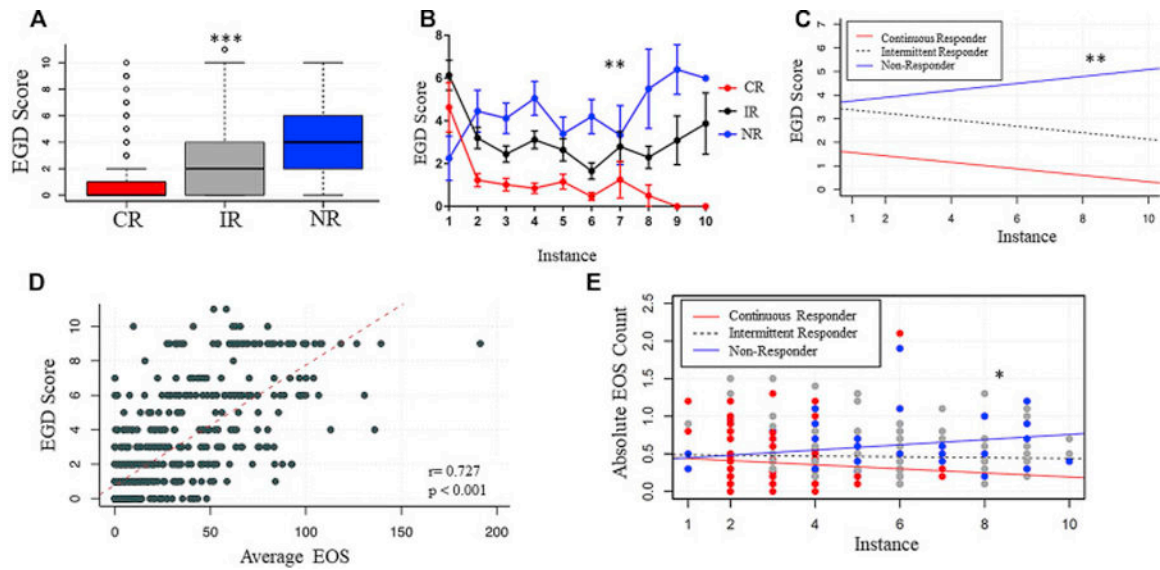 A
***
EGD Score
0 2 4 6 8 10
CR IR NR
B
8
6
4
2
0
EGD Score
**
CR
IR
NR
1 2 3 4 5 6 7 8 9 10
Instance
C
7
6
5
4
3
2
1
0
EGD Score
Continuous Responder
Intermittent Responder
Non-Responder
**
1 2 4 6 8 10
Instance
D
10
8
6
4
2
0
EGD Score
r= 0.727
p < 0.001
0 50 100 150 200
Average EOS
E
2.5
2.0
1.5
1.0
0.5
0.0
Absolute EOS Count
Continuous Responder
Intermittent Responder
Non-Responder
*
1 2 4 6 8 10
Instance